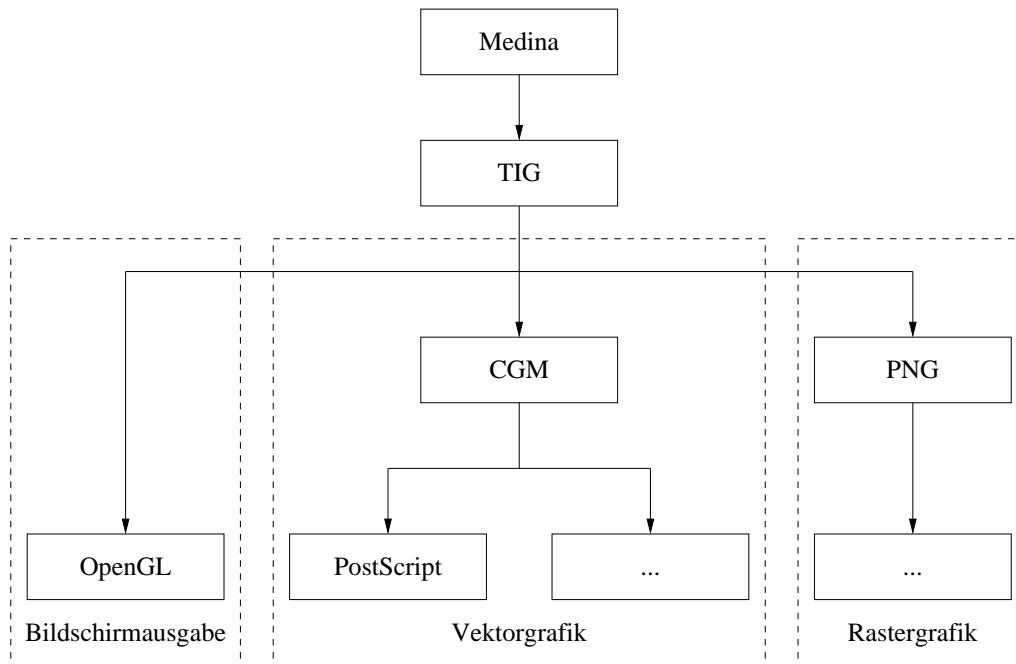 Medina
TIG
CGM
PNG
OpenGL
PostScript
...
...
Bildschirmausgabe
Vektorgrafik
Rastergrafik